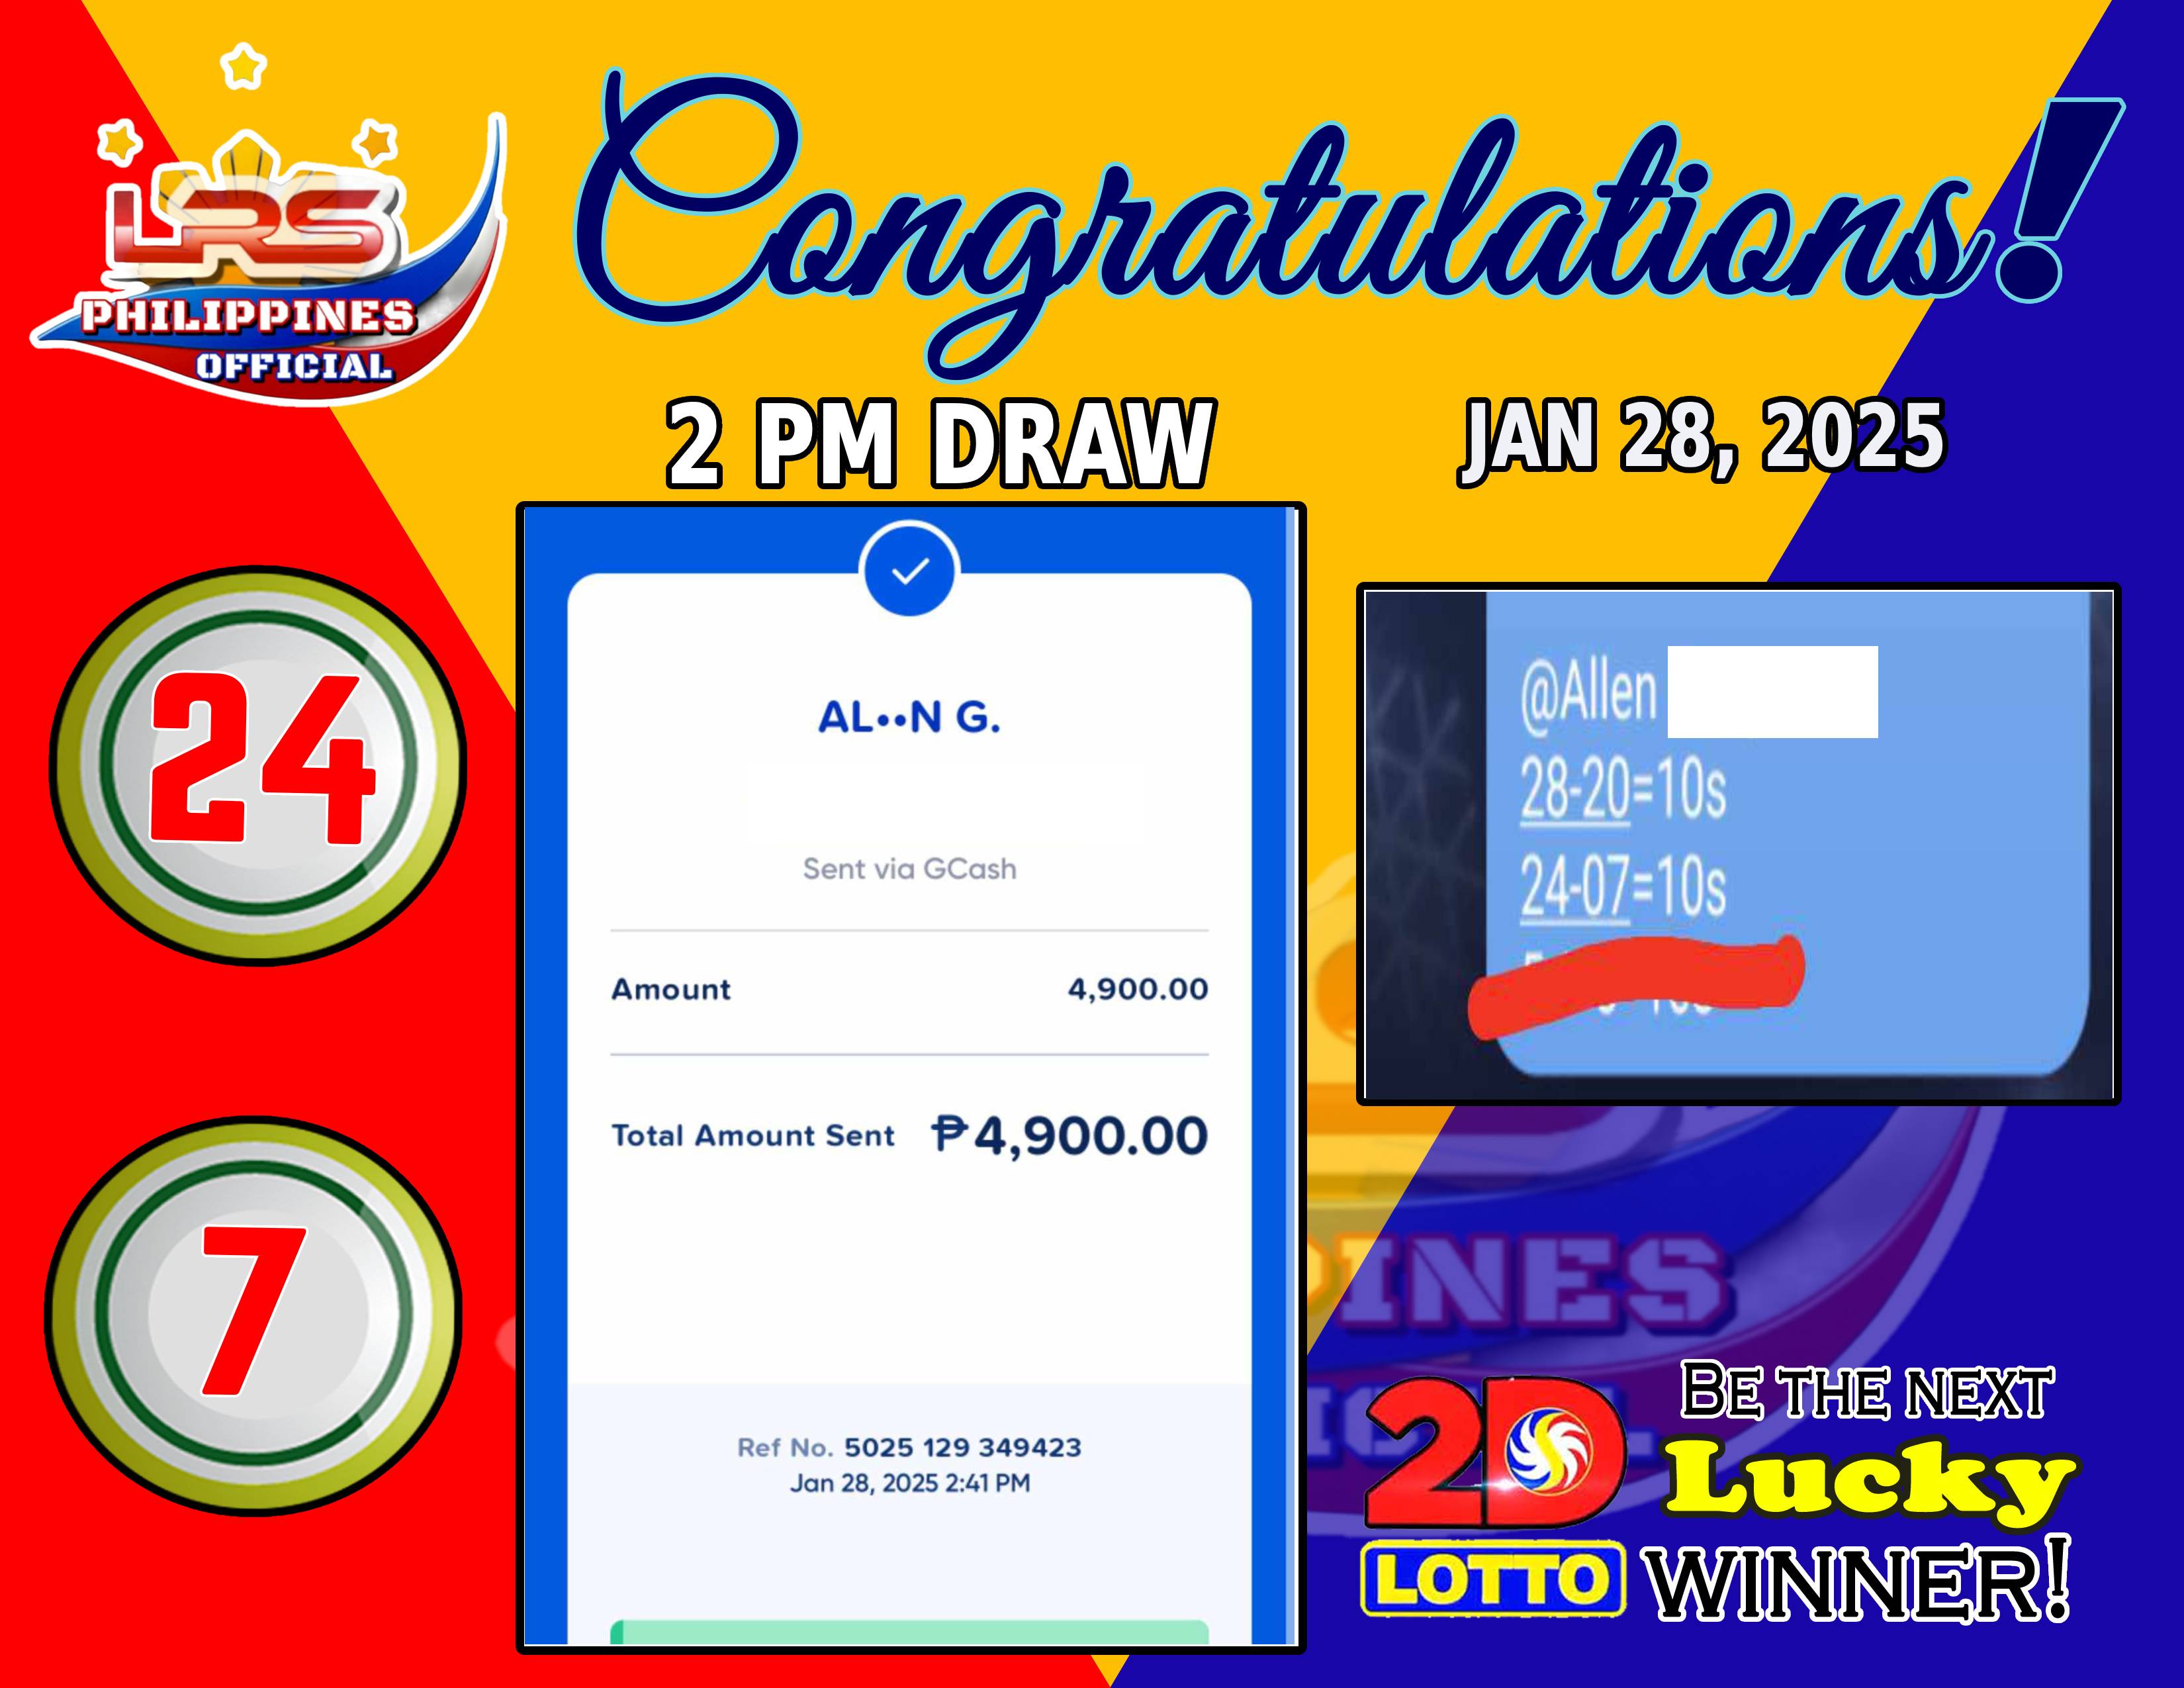 LRS
PHILIPPINES
OFFICIAL
Congratulations!
2 PM DRAW
JAN 28, 2025
24
7
AL••N G.
Sent via GCash
Amount 4,900.00
Total Amount Sent ₱4,900.00
Ref No. 5025 129 349423
Jan 28, 2025 2:41 PM
@Allen
28-20=10s
24-07=10s
PINES
2D
LOTTO
BE THE NEXT
Lucky
WINNER!